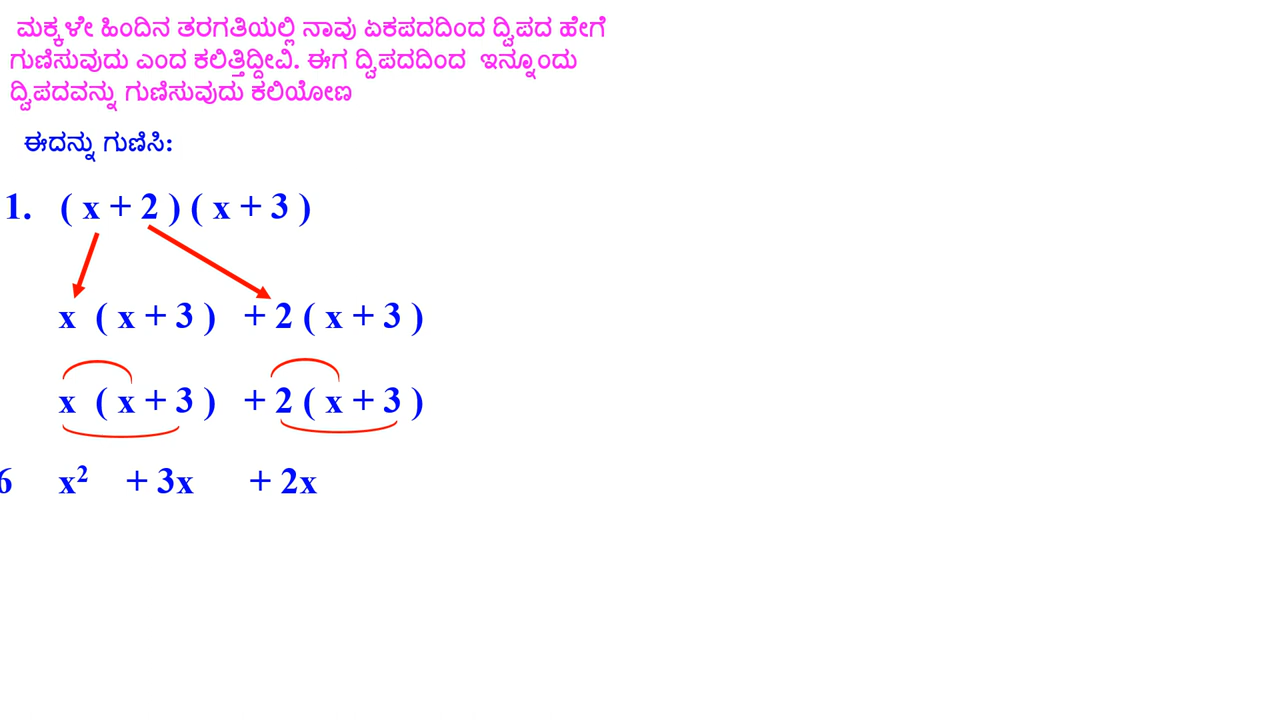 ಮಕ್ಕಳೇ ಹಿಂದಿನ ತರಗತಿಯಲ್ಲಿ ನಾವು ಏಕಪದದಿಂದ ದ್ವಿಪದ ಹೇಗೆ
ಗುಣಿಸುವುದು ಎಂದ ಕಲಿತ್ತಿದ್ದೀವಿ. ಈಗ ದ್ವಿಪದದಿಂದ ಇನ್ನೂಂದು
ದ್ವಿಪದವನ್ನು ಗುಣಿಸುವುದು ಕಲಿಯೋಣ
ಈದನ್ನು ಗುಣಿಸಿ:
1. ( x + 2 ) ( x + 3 )
x ( x + 3 ) + 2 ( x + 3 )
x ( x + 3 ) + 2 ( x + 3 )
6 x² + 3x + 2x